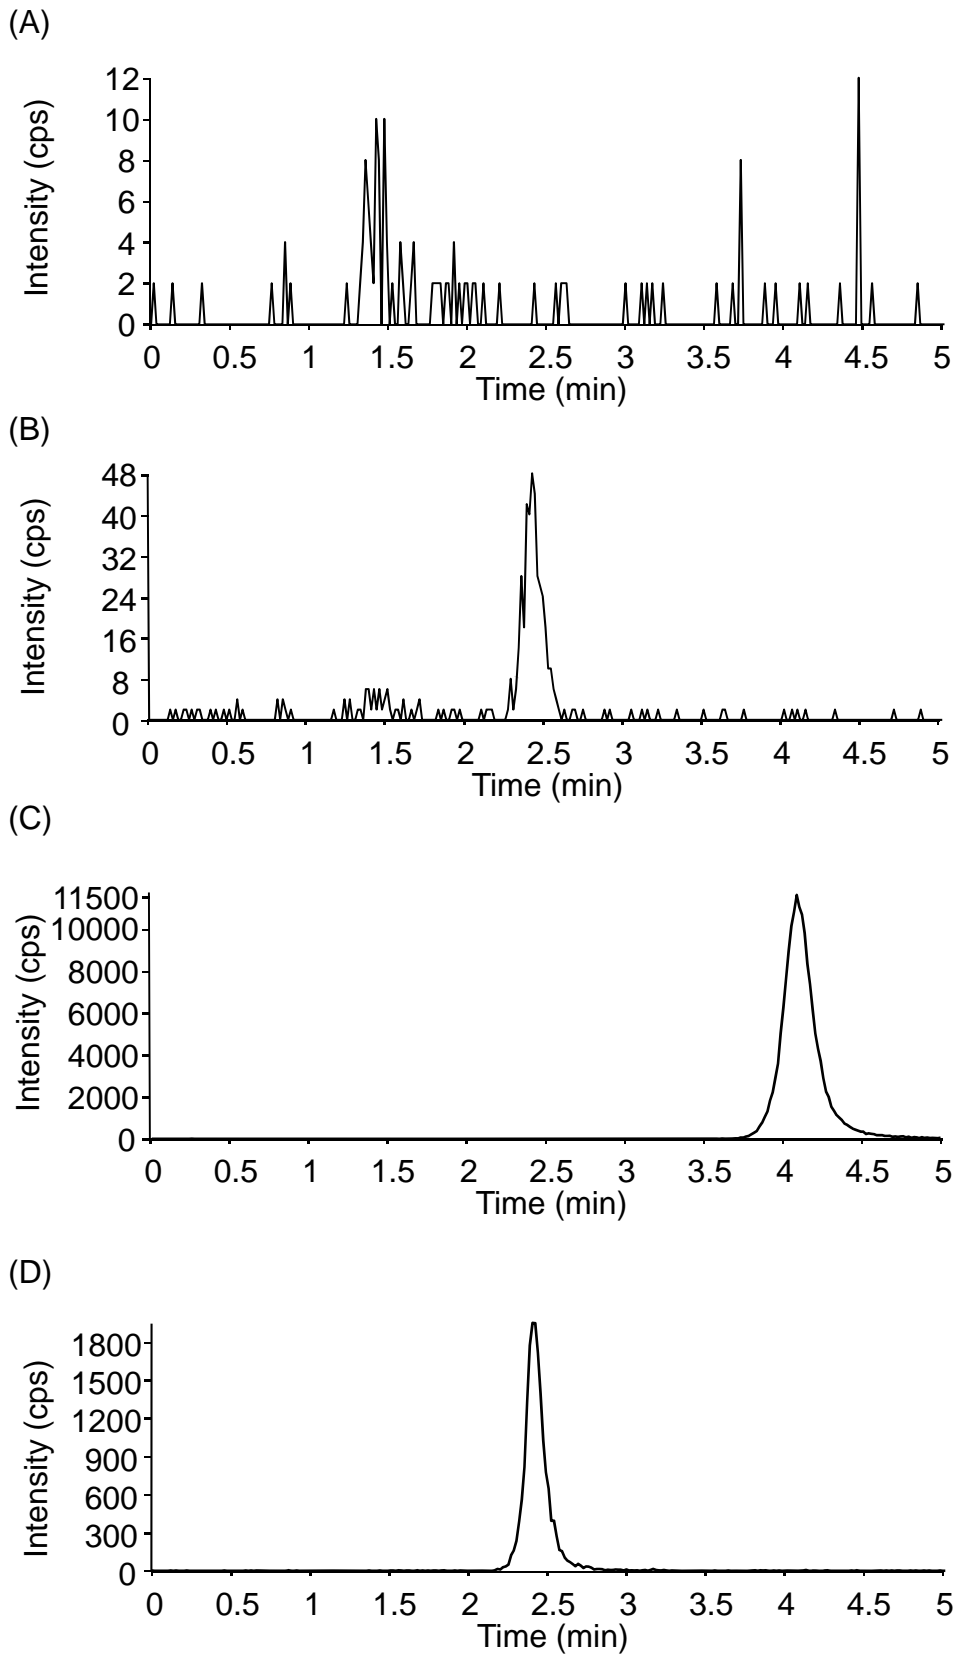 (A)
Intensity (cps)
12
10
8
6
4
2
0
0 0.5 1 1.5 2 2.5 3 3.5 4 4.5 5
Time (min)
(B)
Intensity (cps)
48
40
32
24
16
8
0
0 0.5 1 1.5 2 2.5 3 3.5 4 4.5 5
Time (min)
(C)
Intensity (cps)
11500
10000
8000
6000
4000
2000
0
0 0.5 1 1.5 2 2.5 3 3.5 4 4.5 5
Time (min)
(D)
Intensity (cps)
1800
1500
1200
900
600
300
0
0 0.5 1 1.5 2 2.5 3 3.5 4 4.5 5
Time (min)